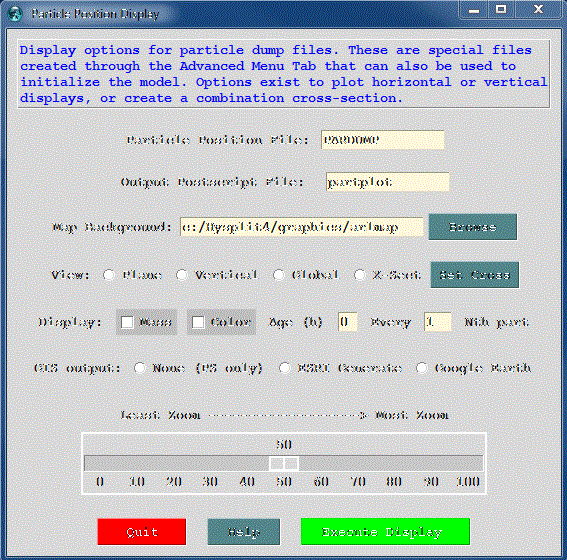 Particle Position Display
Display options for particle dump files. These are special files
created through the Advanced Menu Tab that can also be used to
initialize the model. Options exist to plot horizontal or vertical
displays, or create a combination cross-section.
Particle Position File: PARDUMP
Output Postscript File: partplot
Map Background: c:/Hysplit4/graphics/arlmap Browse
View: Plane Vertical Global X-Sect Set Cross
Display: Mass Color Age (h) 0 Every 1 Nth part
GIS output: None (PS only) ESRI Generate Google Earth
Least Zoom ----------------------> Most Zoom
50
0 10 20 30 40 50 60 70 80 90 100
Quit Help Execute Display